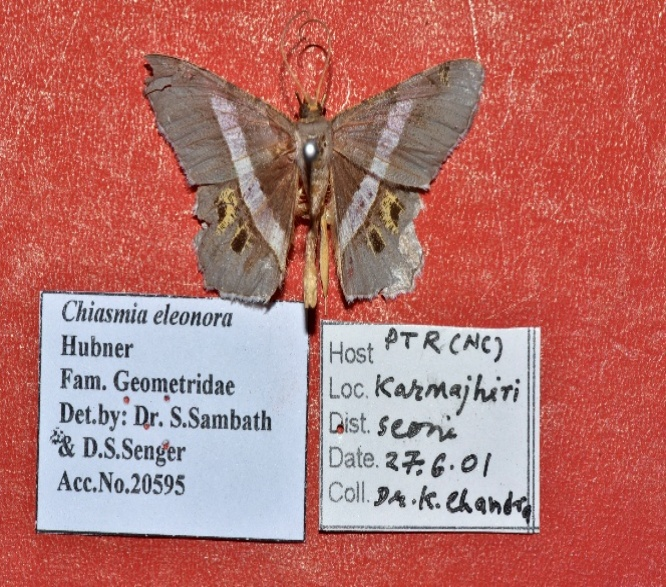 Chiasmia eleonora
Hubner
Fam. Geometridae
Det.by: Dr. S.Sambath
& D.S.Senger
Acc.No.20595
Host PTR (NC)
Loc. Karmajhiri
Dist. seoni
Date. 27.6.01
Coll. Dr. K. Chandra